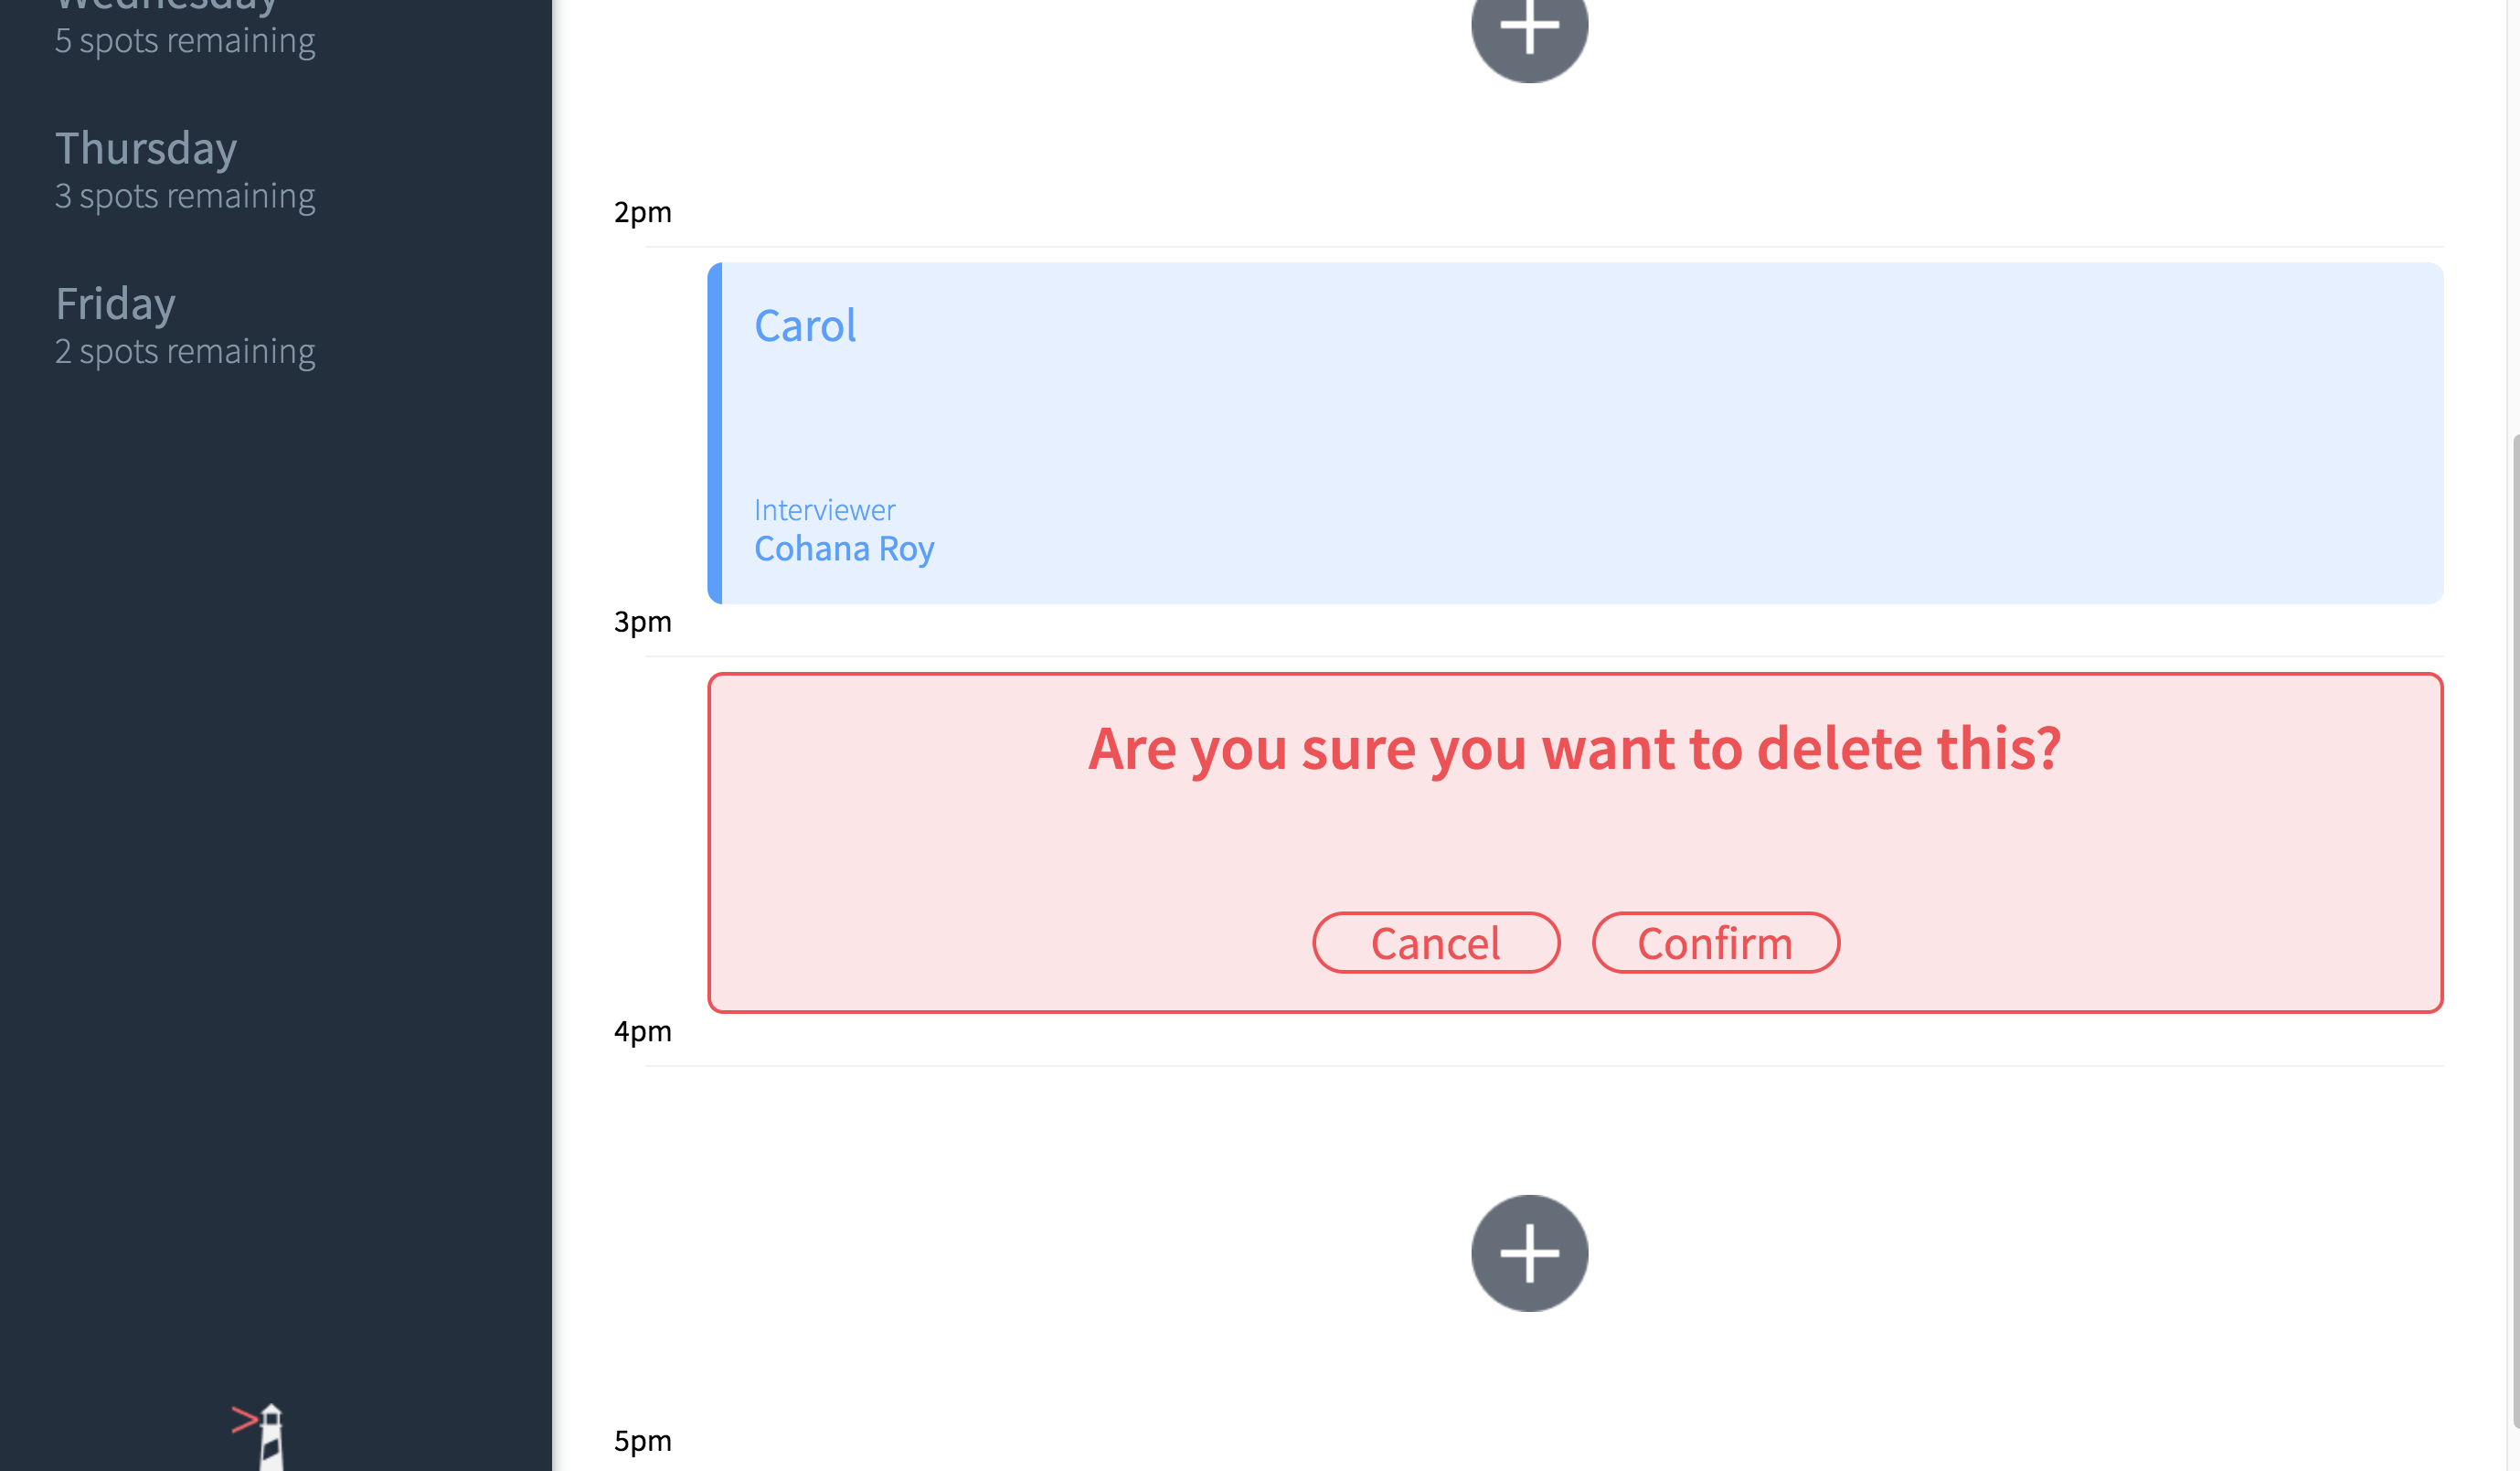 Wednesday
5 spots remaining
Thursday
3 spots remaining
Friday
2 spots remaining
2pm
Carol
Interviewer
Cohana Roy
3pm
Are you sure you want to delete this?
Cancel
Confirm
4pm
5pm